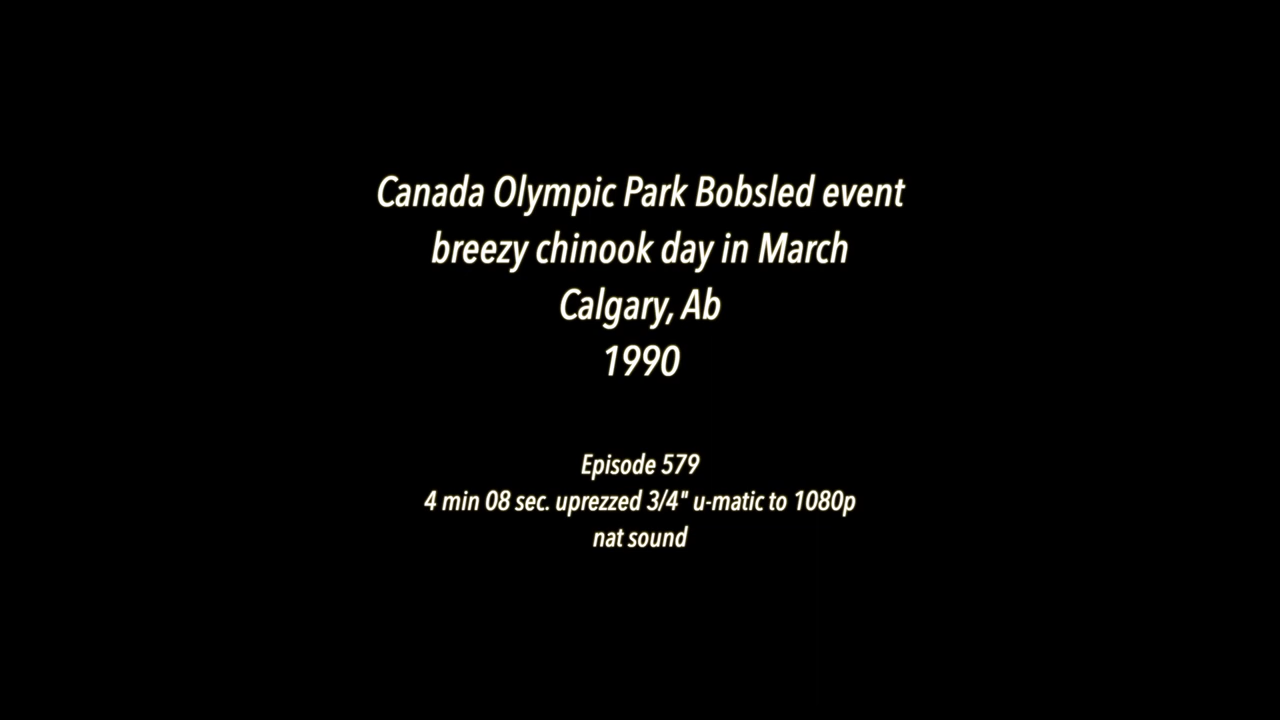 Canada Olympic Park Bobsled event
breezy chinook day in March
Calgary, Ab
1990
Episode 579
4 min 08 sec. uprezzed 3/4" u-matic to 1080p
nat sound